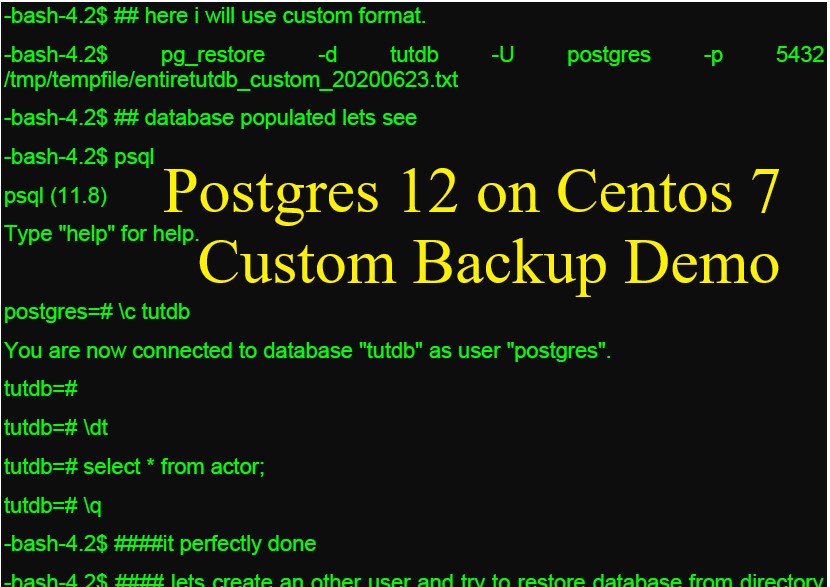 -bash-4.2$ ## here i will use custom format.
-bash-4.2$ pg_restore -d tutdb -U postgres -p 5432
/tmp/tempfile/entiretutdb_custom_20200623.txt
-bash-4.2$ ## database populated lets see
-bash-4.2$ psql
psql (11.8)
Postgres 12 on Centos 7
Type "help" for help.
Custom Backup Demo
postgres=# \c tutdb
You are now connected to database "tutdb" as user "postgres".
tutdb=#
tutdb=# \dt
tutdb=# select * from actor;
tutdb=# \q
-bash-4.2$ ####it perfectly done
-bash-4.2$ #### lets create an other user and try to restore database from directory